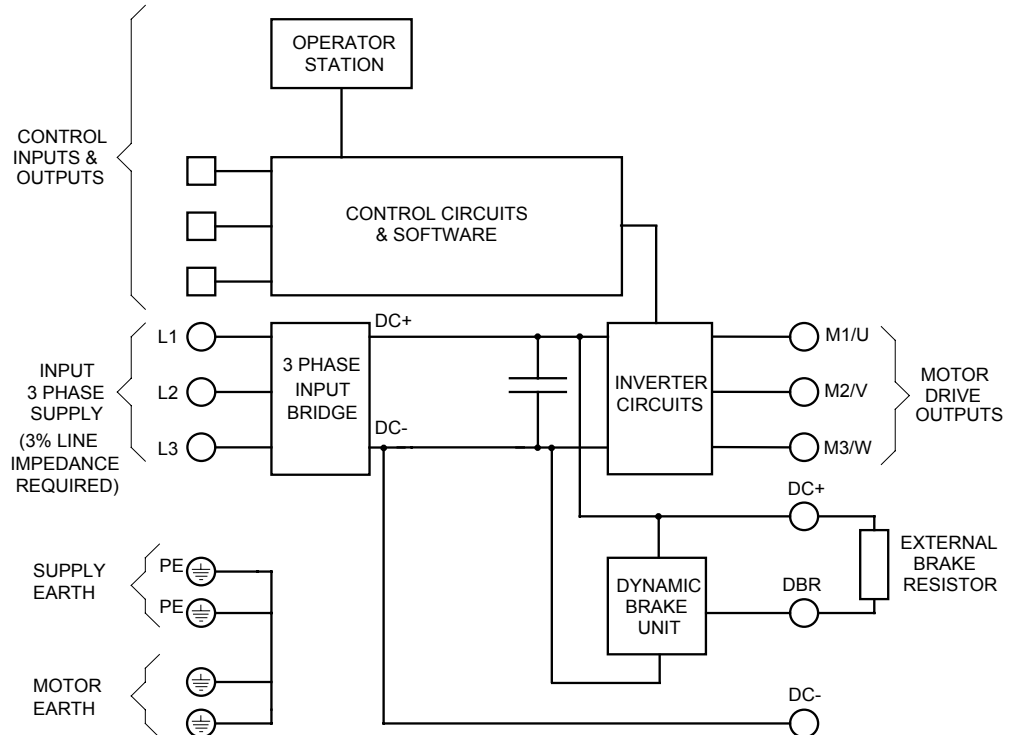 OPERATOR
STATION
CONTROL
INPUTS &
OUTPUTS
CONTROL CIRCUITS
& SOFTWARE
INPUT
3 PHASE
SUPPLY
(3% LINE
IMPEDANCE
REQUIRED)
L1
L2
L3
3 PHASE
INPUT
BRIDGE
DC+
DC-
INVERTER
CIRCUITS
M1/U
M2/V
M3/W
MOTOR
DRIVE
OUTPUTS
DC+
DBR
EXTERNAL
BRAKE
RESISTOR
DYNAMIC
BRAKE
UNIT
SUPPLY
EARTH
PE
PE
MOTOR
EARTH
DC-